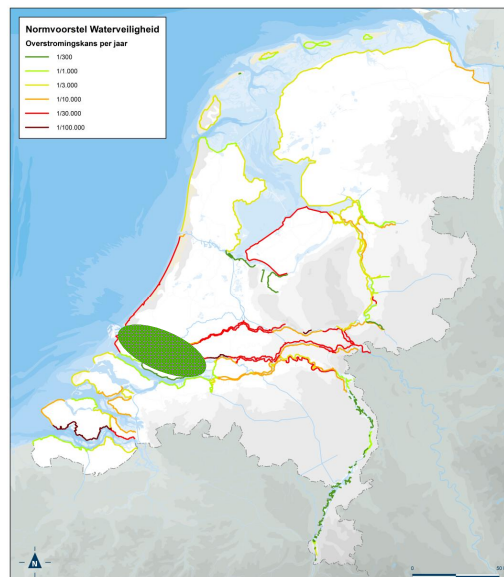 Normvoorstel Waterveiligheid
Overstromingskans per jaar
1/300
1/1.000
1/3.000
1/10.000
1/30.000
1/100.000
N
0